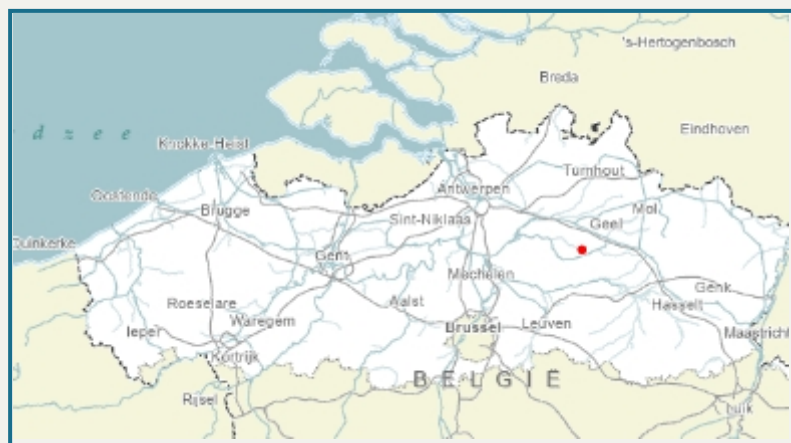 's-Hertogenbosch
Breda
d z e e
Eindhoven
Knokke-Heist
Turnhout
Antwerpen
Oostende
Mol
Brugge
Sint-Niklaas
Geel
Duinkerke
Gent
Mechelen
Genk
Roeselare
Aalst
Hasselt
Ieper
Waregem
Brussel
Leuven
Maastricht
Kortrijk
BELGIË
Rijsel
Luik